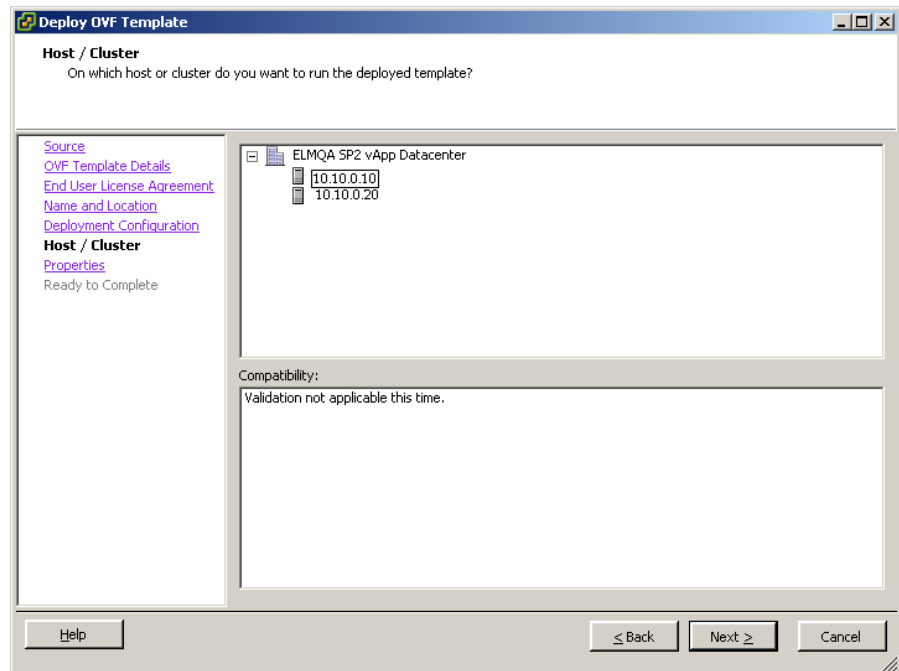 Deploy OVF Template
Host / Cluster
On which host or cluster do you want to run the deployed template?
Source
OVF Template Details
End User License Agreement
Name and Location
Deployment Configuration
Host / Cluster
Properties
Ready to Complete
ELMQA SP2 vApp Datacenter
10.10.0.10
10.10.0.20
Compatibility:
Validation not applicable this time.
Help
< Back
Next >
Cancel